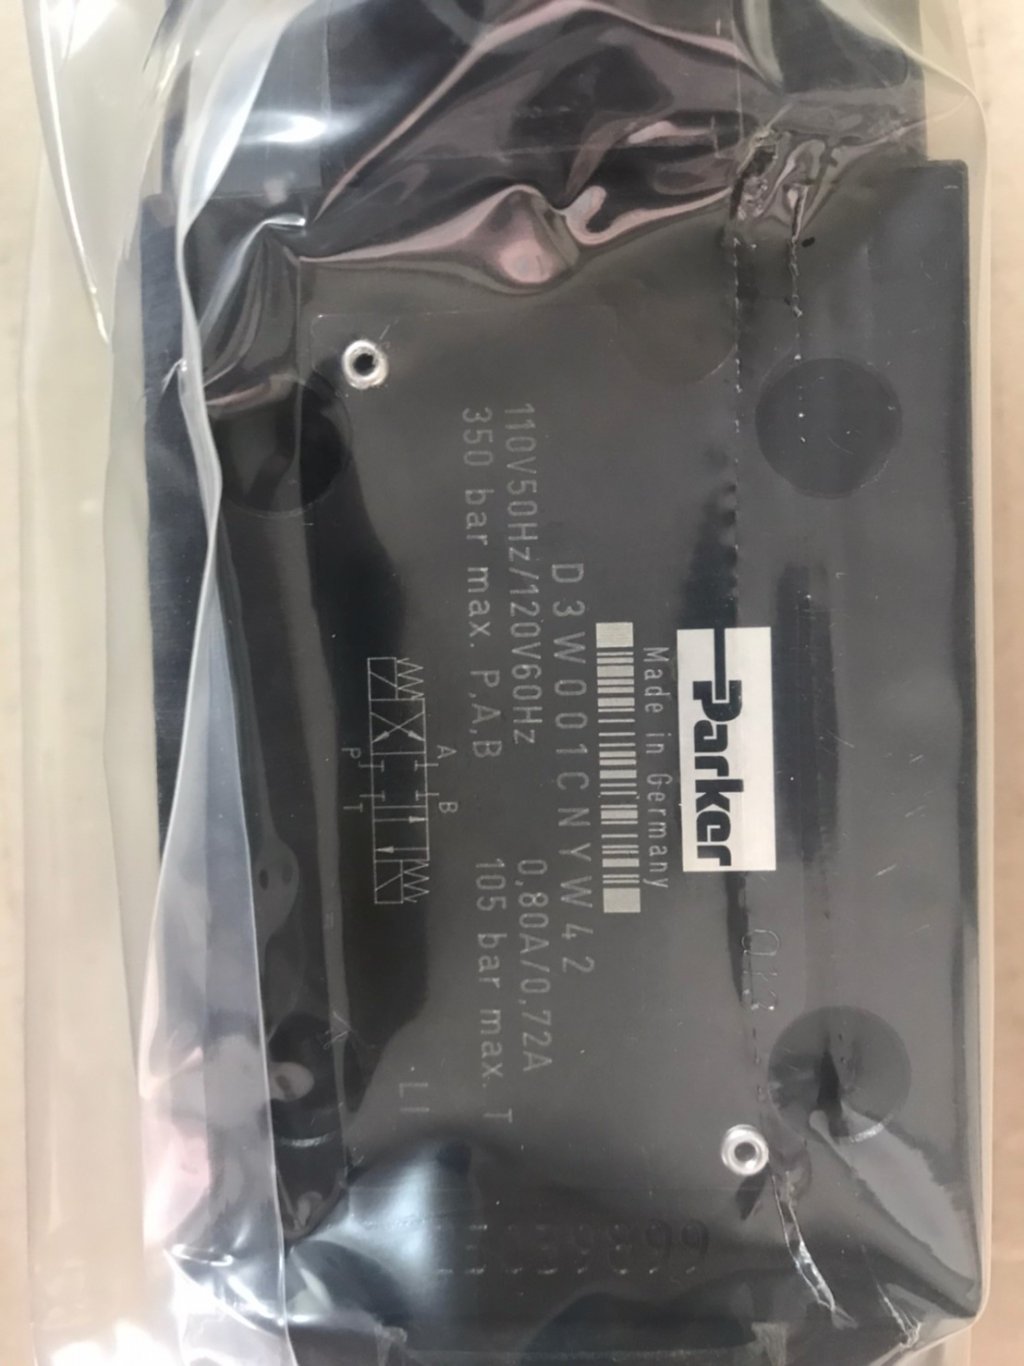 Parker
Made in Germany
D3W001CNYW42
110V50Hz/120V60Hz 0,80A/0,72A
350 bar max. P,A,B 105 bar max. T
A B
P T